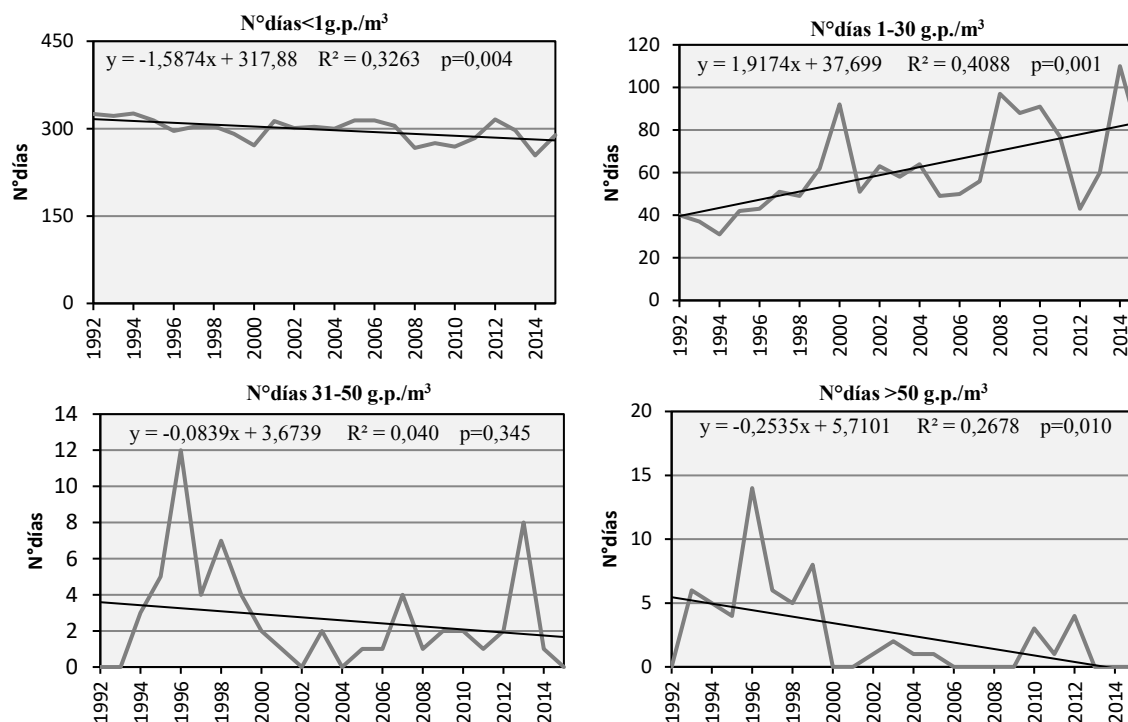 N°días<1g.p./m³
y = -1,5874x + 317,88 R² = 0,3263 p=0,004
450
300
150
0
N°días
1992 1994 1996 1998 2000 2002 2004 2006 2008 2010 2012 2014
N°días 1-30 g.p./m³
y = 1,9174x + 37,699 R² = 0,4088 p=0,001
120
100
80
60
40
20
0
N°días
1992 1994 1996 1998 2000 2002 2004 2006 2008 2010 2012 2014
N°días 31-50 g.p./m³
y = -0,0839x + 3,6739 R² = 0,040 p=0,345
14
12
10
8
6
4
2
0
N°días
1992 1994 1996 1998 2000 2002 2004 2006 2008 2010 2012 2014
N°días >50 g.p./m³
y = -0,2535x + 5,7101 R² = 0,2678 p=0,010
20
15
10
5
0
N°días
1992 1994 1996 1998 2000 2002 2004 2006 2008 2010 2012 2014